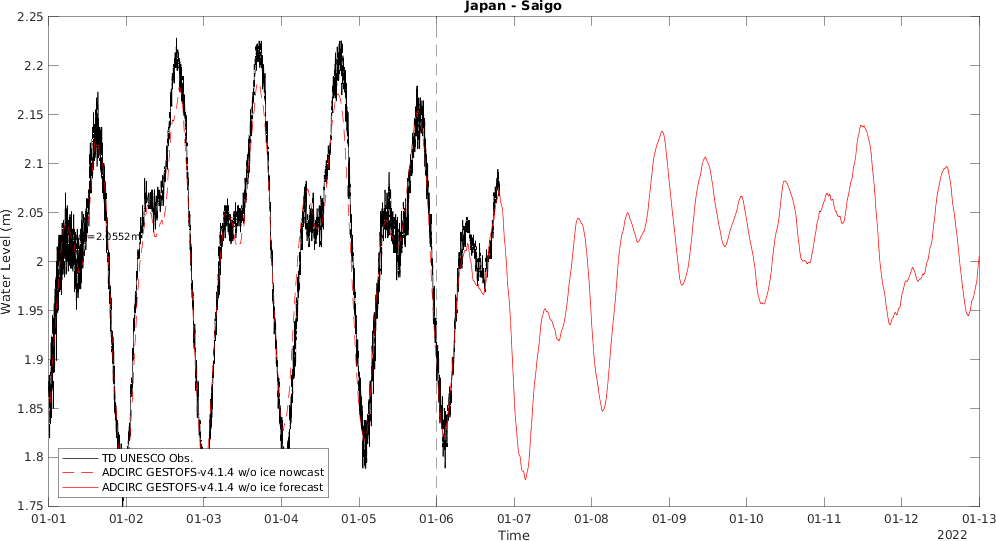 Japan - Saigo
2.25
2.2
2.15
2.1
2.05
2
1.95
1.9
1.85
1.8
1.75
Water Level (m)
=2.0552m
TD UNESCO Obs.
ADCIRC GESTOFS-v4.1.4 w/o ice nowcast
ADCIRC GESTOFS-v4.1.4 w/o ice forecast
01-01 01-02 01-03 01-04 01-05 01-06 01-07 01-08 01-09 01-10 01-11 01-12 01-13
Time
2022